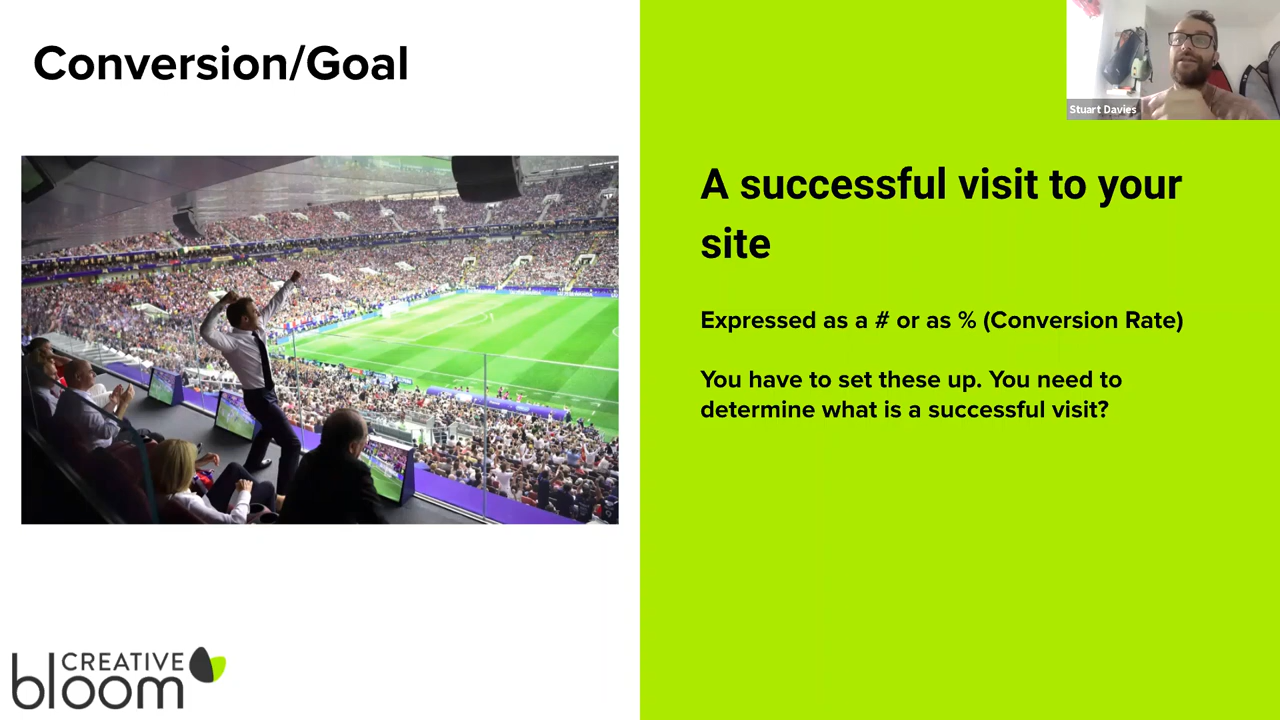 Conversion/Goal
Stuart Davies
A successful visit to your
site
Expressed as a # or as % (Conversion Rate)
You have to set these up. You need to
determine what is a successful visit?
CREATIVE
bloom